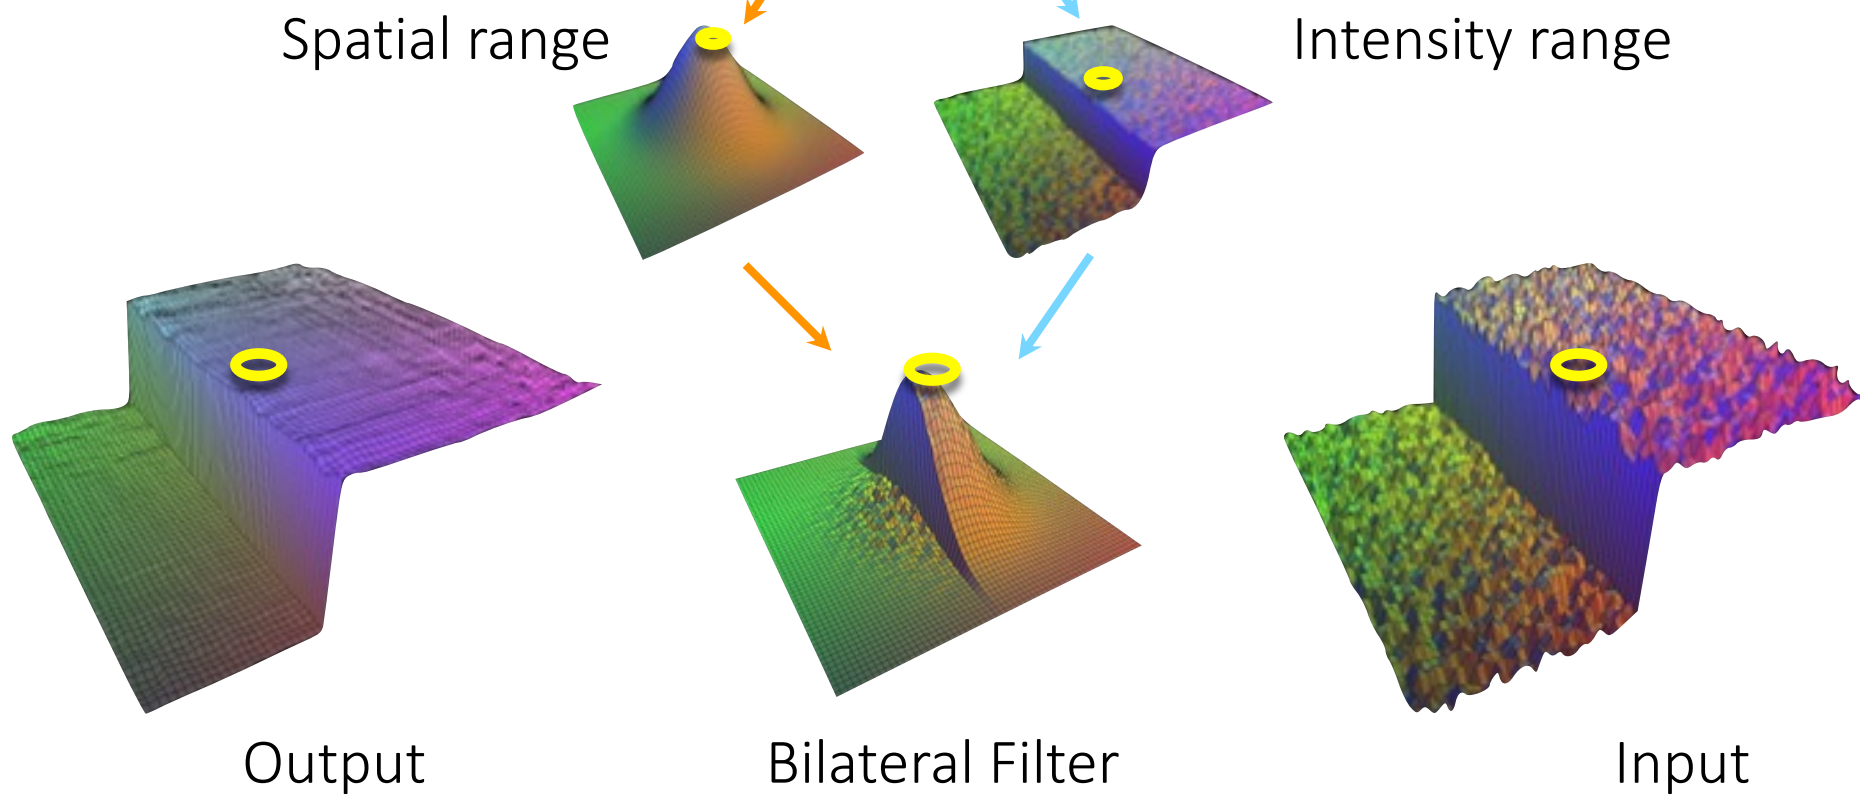 Spatial range
Intensity range
Output
Bilateral Filter
Input